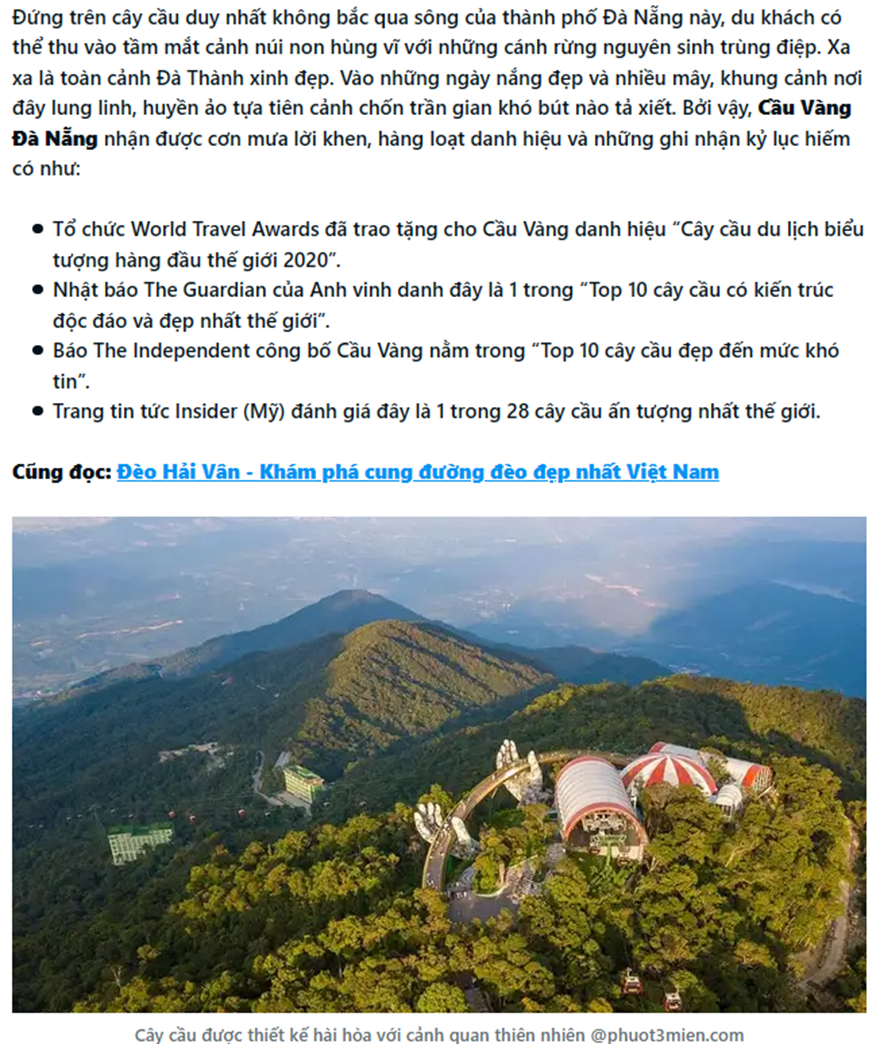 Đứng trên cây cầu duy nhất không bắc qua sông của thành phố Đà Nẵng này, du khách có
thể thu vào tầm mắt cảnh núi non hùng vĩ với những cánh rừng nguyên sinh trùng điệp. Xa
xa là toàn cảnh Đà Thành xinh đẹp. Vào những ngày nắng đẹp và nhiều mây, khung cảnh nơi
đây lung linh, huyền ảo tựa tiên cảnh chốn trần gian khó bút nào tả xiết. Bởi vậy, Cầu Vàng
Đà Nẵng nhận được cơn mưa lời khen, hàng loạt danh hiệu và những ghi nhận kỷ lục hiếm
có như:
● Tổ chức World Travel Awards đã trao tặng cho Cầu Vàng danh hiệu “Cây cầu du lịch biểu
tượng hàng đầu thế giới 2020”.
● Nhật báo The Guardian của Anh vinh danh đây là 1 trong “Top 10 cây cầu có kiến trúc
độc đáo và đẹp nhất thế giới”.
● Báo The Independent công bố Cầu Vàng nằm trong “Top 10 cây cầu đẹp đến mức khó
tin”.
● Trang tin tức Insider (Mỹ) đánh giá đây là 1 trong 28 cây cầu ấn tượng nhất thế giới.
Cũng đọc: Đèo Hải Vân - Khám phá cung đường đèo đẹp nhất Việt Nam
Cây cầu được thiết kế hài hòa với cảnh quan thiên nhiên @phuot3mien.com